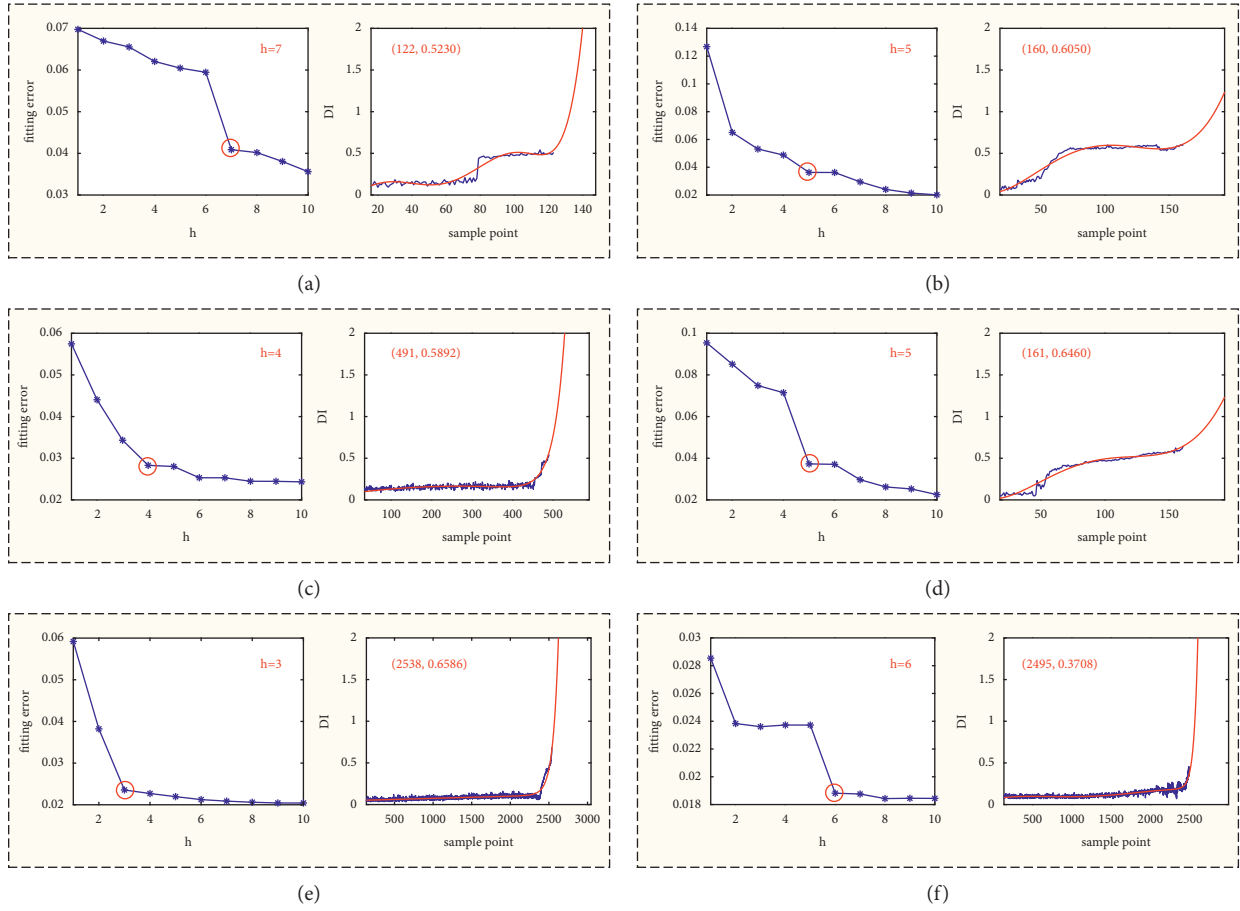 0.07
0.06
0.05
0.04
0.03
fitting error
h=7
2 4 6 8 10
h
2
1.5
1
0.5
0
DI
(122, 0.5230)
20 40 60 80 100 120 140
sample point
(a)
0.14
0.12
0.1
0.08
0.06
0.04
0.02
fitting error
h=5
2 4 6 8 10
h
2
1.5
1
0.5
0
DI
(160, 0.6050)
50 100 150
sample point
(b)
0.06
0.05
0.04
0.03
0.02
fitting error
h=4
2 4 6 8 10
h
2
1.5
1
0.5
0
DI
(491, 0.5892)
100 200 300 400 500
sample point
(c)
0.1
0.08
0.06
0.04
0.02
fitting error
h=5
2 4 6 8 10
h
2
1.5
1
0.5
0
DI
(161, 0.6460)
50 100 150
sample point
(d)
0.06
0.05
0.04
0.03
0.02
fitting error
h=3
2 4 6 8 10
h
2
1.5
1
0.5
0
DI
(2538, 0.6586)
500 1000 1500 2000 2500 3000
sample point
(e)
0.03
0.028
0.026
0.024
0.022
0.02
0.018
fitting error
h=6
2 4 6 8 10
h
2
1.5
1
0.5
0
DI
(2495, 0.3708)
500 1000 1500 2000 2500
sample point
(f)